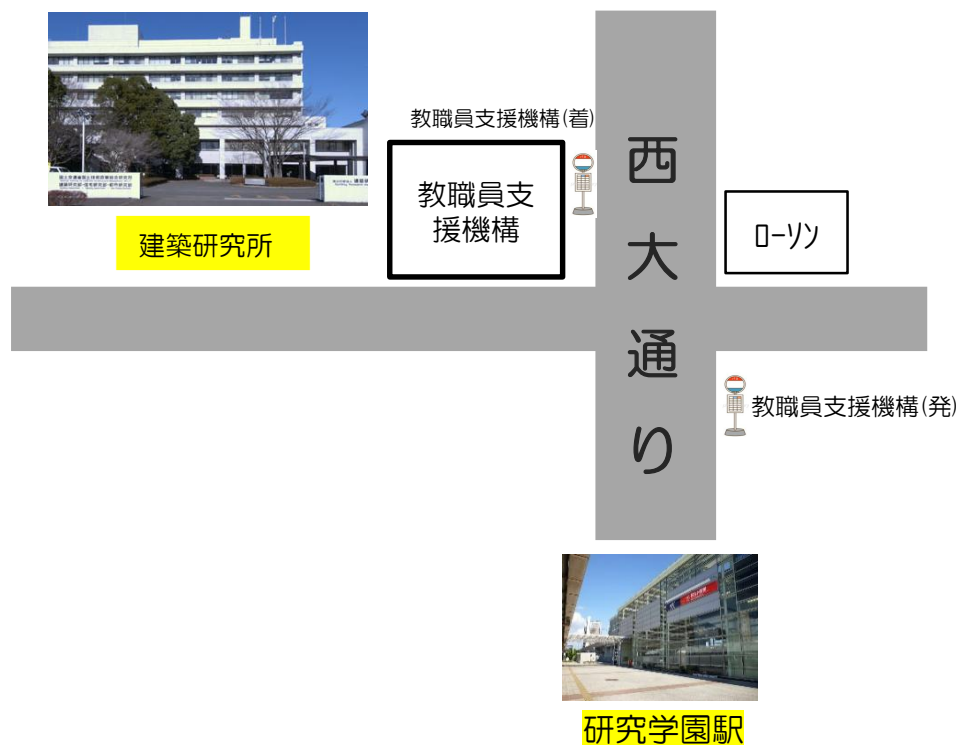 教職員支援機構(着)
教職員支
援機構
西
大
通
り
ローソン
建築研究所
教職員支援機構(発)
研究学園駅